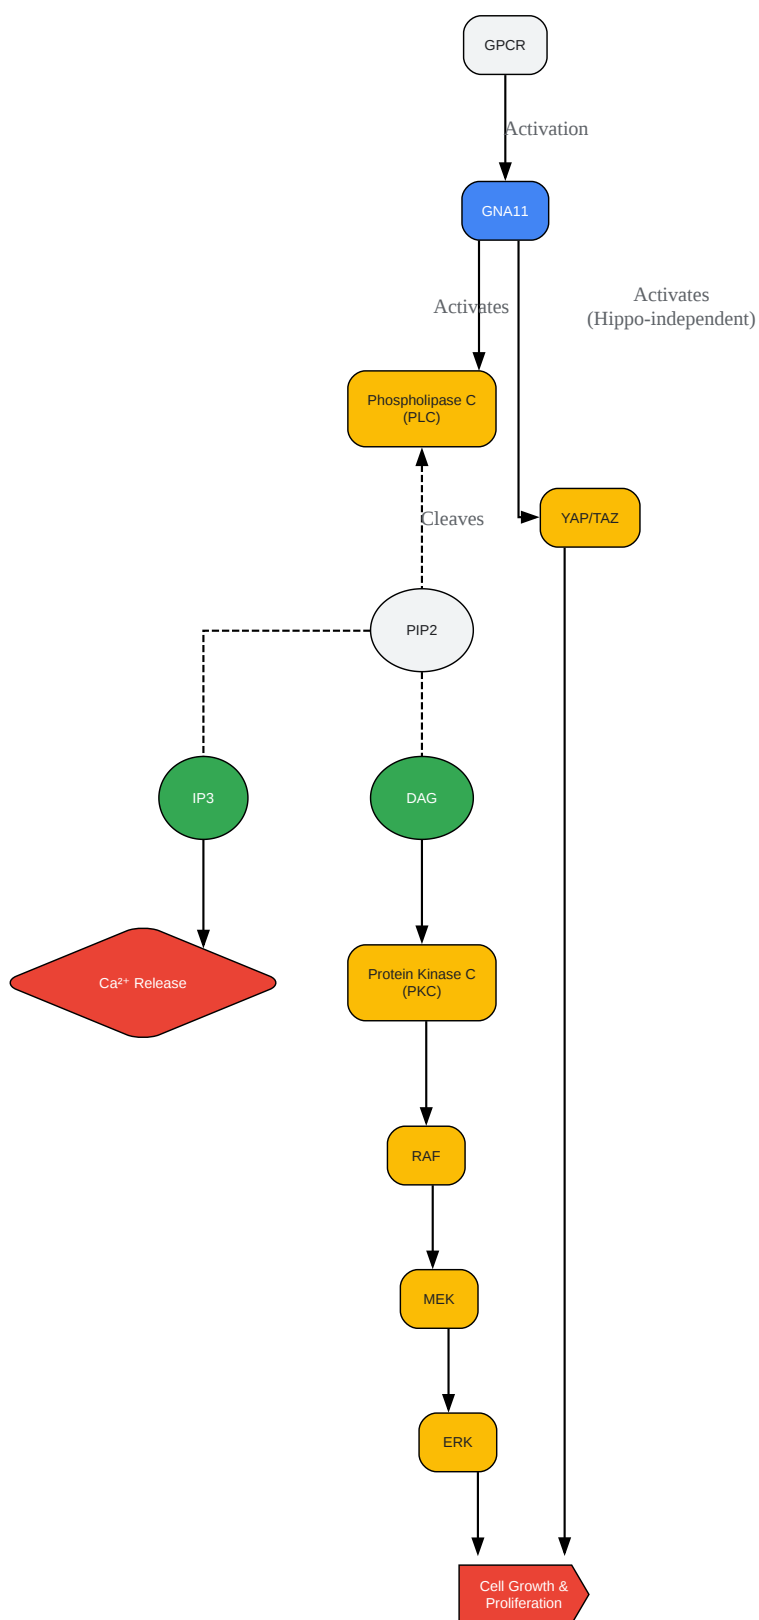 GPCR
Activation
GNA11
Activates
(Hippo-independent)
Activates
Phospholipase C
(PLC)
Cleaves
YAP/TAZ
PIP2
IP3
DAG
Ca²⁺ Release
Protein Kinase C
(PKC)
RAF
MEK
ERK
Cell Growth &
Proliferation